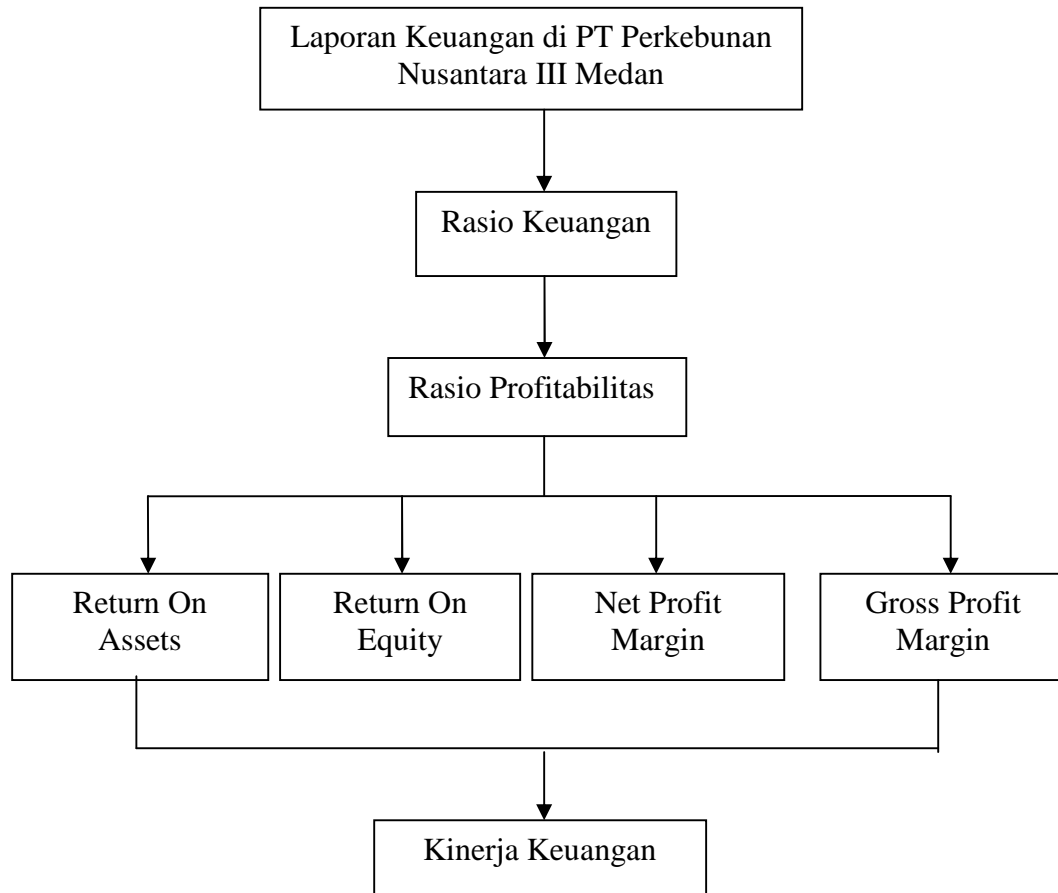 Laporan Keuangan di PT Perkebunan
Nusantara III Medan
Rasio Keuangan
Rasio Profitabilitas
Return On
Assets
Return On
Equity
Net Profit
Margin
Gross Profit
Margin
Kinerja Keuangan